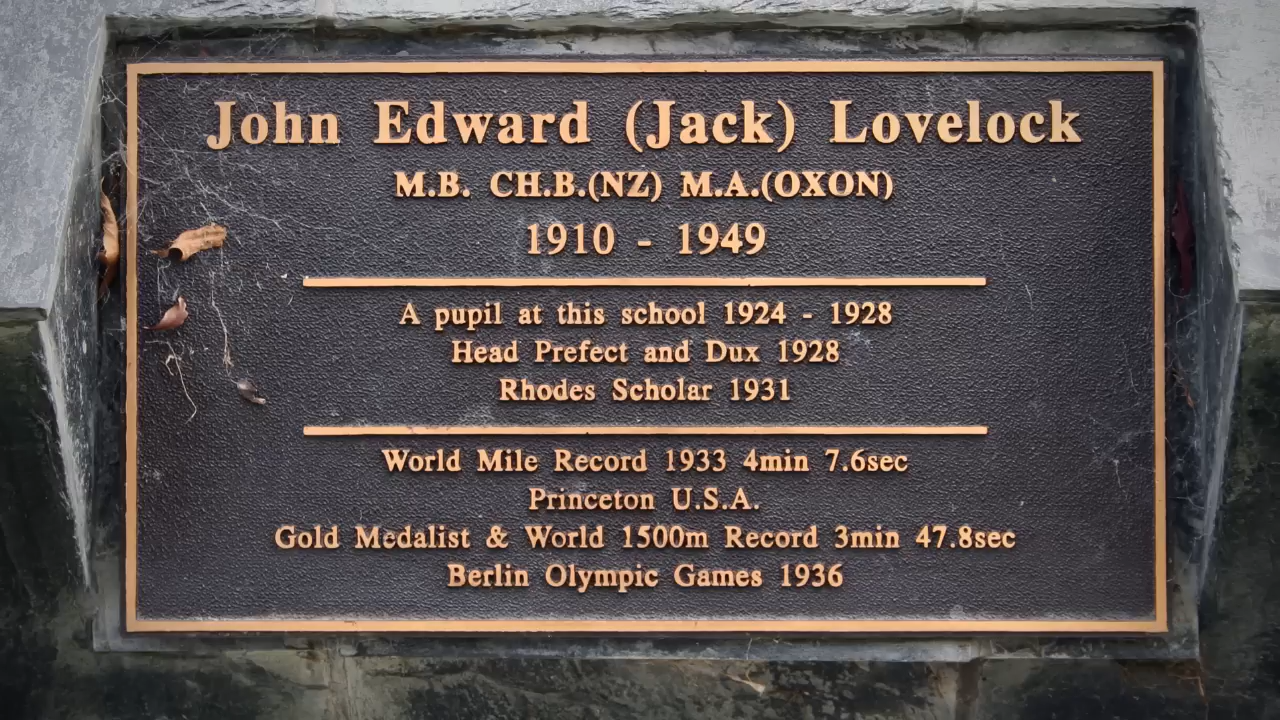 John Edward (Jack) Lovelock
M.B. CH.B.(NZ) M.A.(OXON)
1910 - 1949
A pupil at this school 1924 - 1928
Head Prefect and Dux 1928
Rhodes Scholar 1931
World Mile Record 1933 4min 7.6sec
Princeton U.S.A.
Gold Medalist & World 1500m Record 3min 47.8sec
Berlin Olympic Games 1936